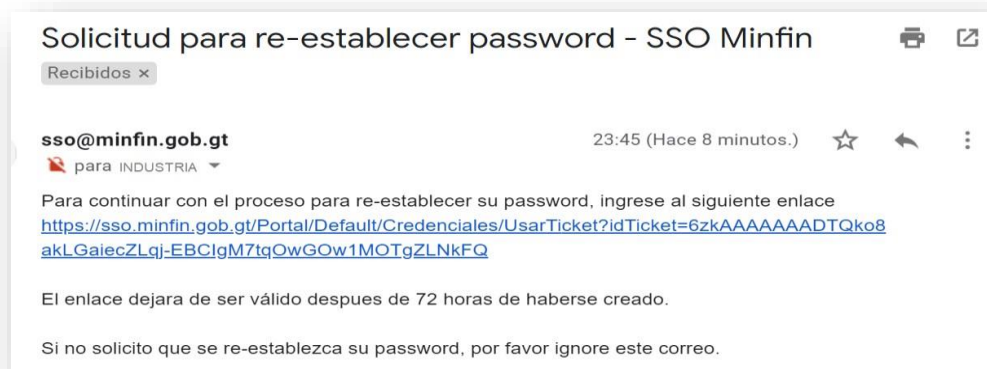 Solicitud para re-establecer password - SSO Minfin
Recibidos ×
sso@minfin.gob.gt 23:45 (Hace 8 minutos.)
para INDUSTRIA
Para continuar con el proceso para re-establecer su password, ingrese al siguiente enlace
https://sso.minfin.gob.gt/Portal/Default/Credenciales/UsarTicket?idTicket=6zkAAAAAAADTQko8
akLGaiecZLqj-EBCIgM7tqOwGOw1MOTgZLNkFQ
El enlace dejara de ser válido despues de 72 horas de haberse creado.
Si no solicito que se re-establezca su password, por favor ignore este correo.